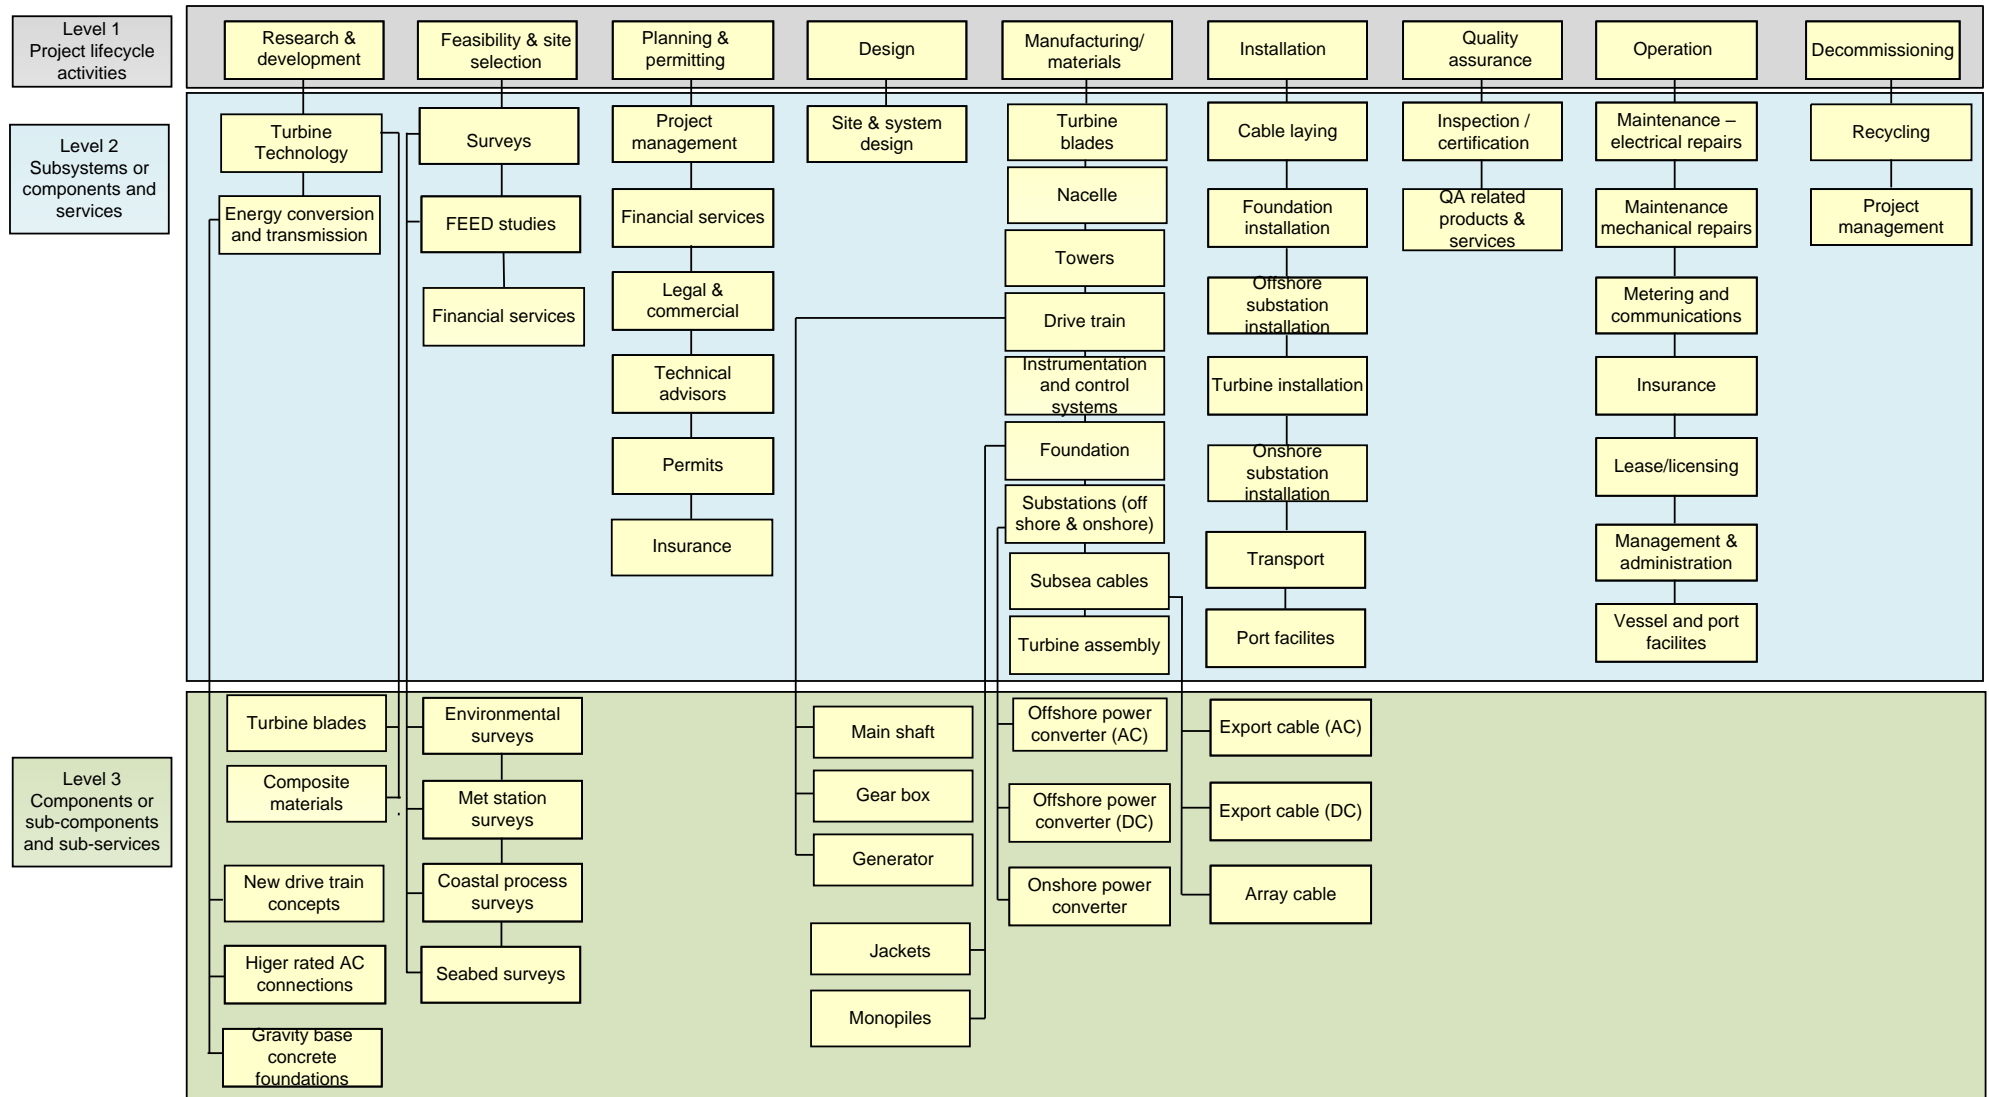 Level 1
Project lifecycle
activities
Research &
development
Feasibility & site
selection
Planning &
permitting
Design
Manufacturing/
materials
Installation
Quality
assurance
Operation
Decommissioning
Level 2
Subsystems or
components and
services
Turbine
Technology
Energy conversion
and transmission
Surveys
FEED studies
Financial services
Project
management
Financial services
Legal &
commercial
Technical
advisors
Permits
Insurance
Site & system
design
Turbine
blades
Nacelle
Towers
Drive train
Instrumentation
and control
systems
Foundation
Substations (off
shore & onshore)
Subsea cables
Turbine assembly
Cable laying
Foundation
installation
Offshore
substation
installation
Turbine installation
Onshore
substation
installation
Transport
Port facilites
Inspection /
certification
QA related
products &
services
Maintenance –
electrical repairs
Maintenance
mechanical repairs
Metering and
communications
Insurance
Lease/licensing
Management &
administration
Vessel and port
facilites
Recycling
Project
management
Level 3
Components or
sub-components
and sub-services
Turbine blades
Composite
materials
New drive train
concepts
Higer rated AC
connections
Gravity base
concrete
foundations
Environmental
surveys
Met station
surveys
Coastal process
surveys
Seabed surveys
Main shaft
Gear box
Generator
Jackets
Monopiles
Offshore power
converter (AC)
Offshore power
converter (DC)
Onshore power
converter
Export cable (AC)
Export cable (DC)
Array cable